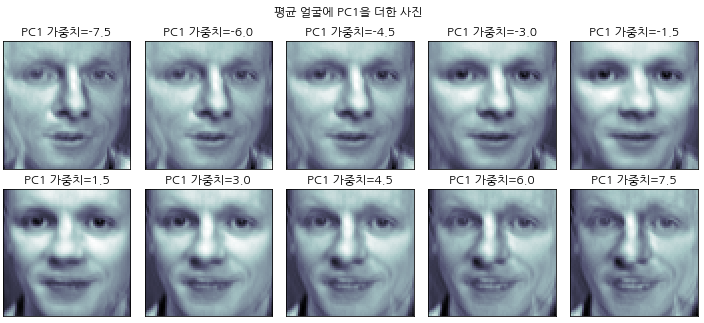 평균 얼굴에 PC1을 더한 사진
PC1 가중치=-7.5 PC1 가중치=-6.0 PC1 가중치=-4.5 PC1 가중치=-3.0 PC1 가중치=-1.5
PC1 가중치=1.5 PC1 가중치=3.0 PC1 가중치=4.5 PC1 가중치=6.0 PC1 가중치=7.5